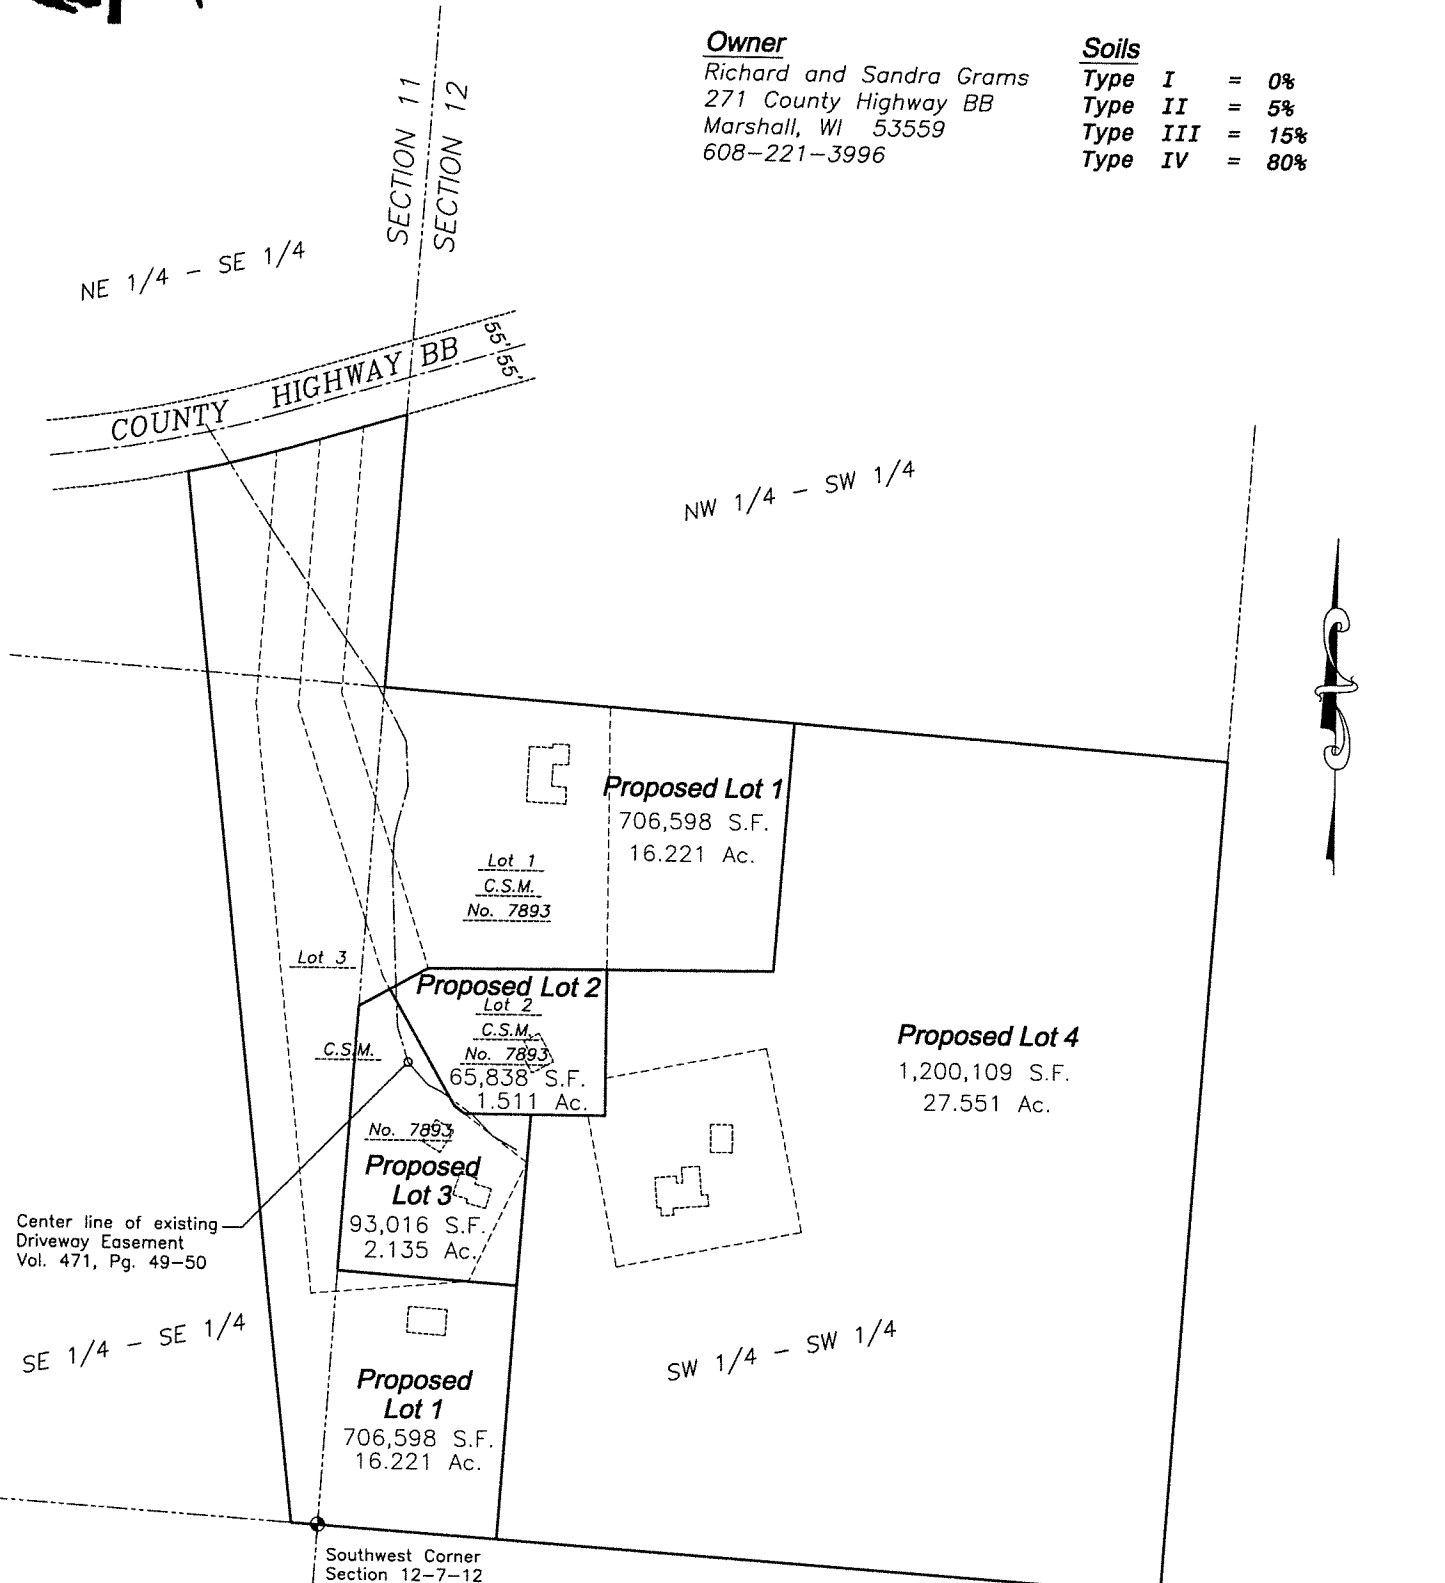 Owner
Richard and Sandra Grams
271 County Highway BB
Marshall, WI 53559
608-221-3996
Soils
Type I = 0%
Type II = 5%
Type III = 15%
Type IV = 80%
SECTION 11
SECTION 12
NE 1/4 - SE 1/4
COUNTY HIGHWAY BB
55' 55'
NW 1/4 - SW 1/4
Proposed Lot 1
706,598 S.F.
16.221 Ac.
Lot 1
C.S.M.
No. 7893
Lot 3
C.S.M.
No. 7893
Proposed Lot 2
Lot 2
C.S.M.
No. 7893
65,838 S.F.
1.511 Ac.
Proposed Lot 4
1,200,109 S.F.
27.551 Ac.
Proposed
Lot 3
93,016 S.F.
2.135 Ac.
Center line of existing
Driveway Easement
Vol. 471, Pg. 49-50
SE 1/4 - SE 1/4
SW 1/4 - SW 1/4
Proposed
Lot 1
706,598 S.F.
16.221 Ac.
Southwest Corner
Section 12-7-12